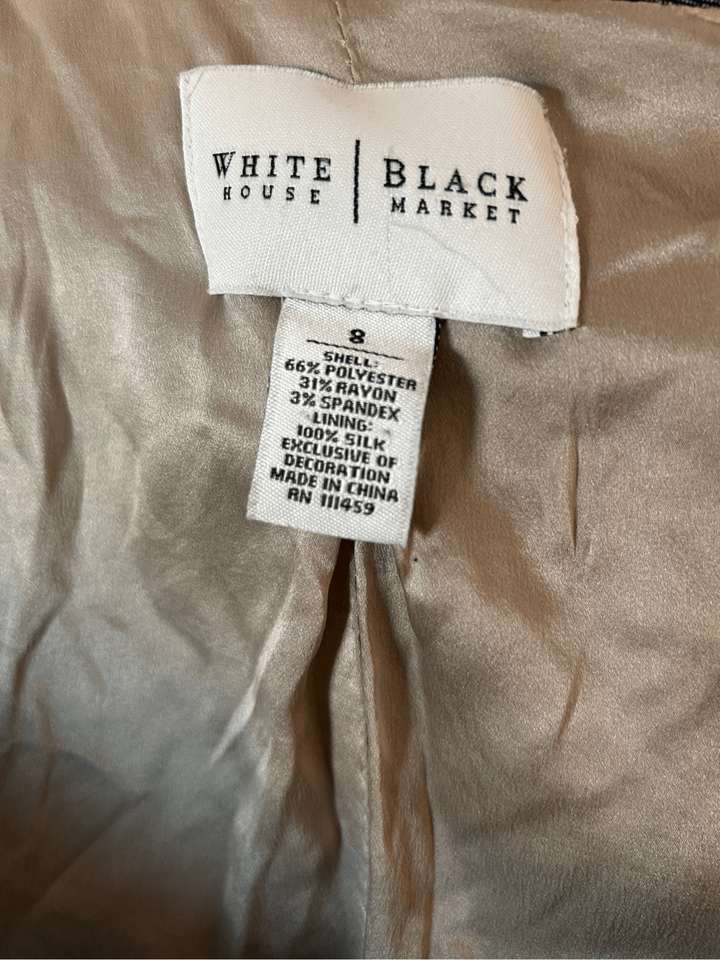 WHITE | BLACK
HOUSE MARKET
8
SHELL:
66% POLYESTER
31% RAYON
3% SPANDEX
LINING:
100% SILK
EXCLUSIVE OF
DECORATION
MADE IN CHINA
RN 111459